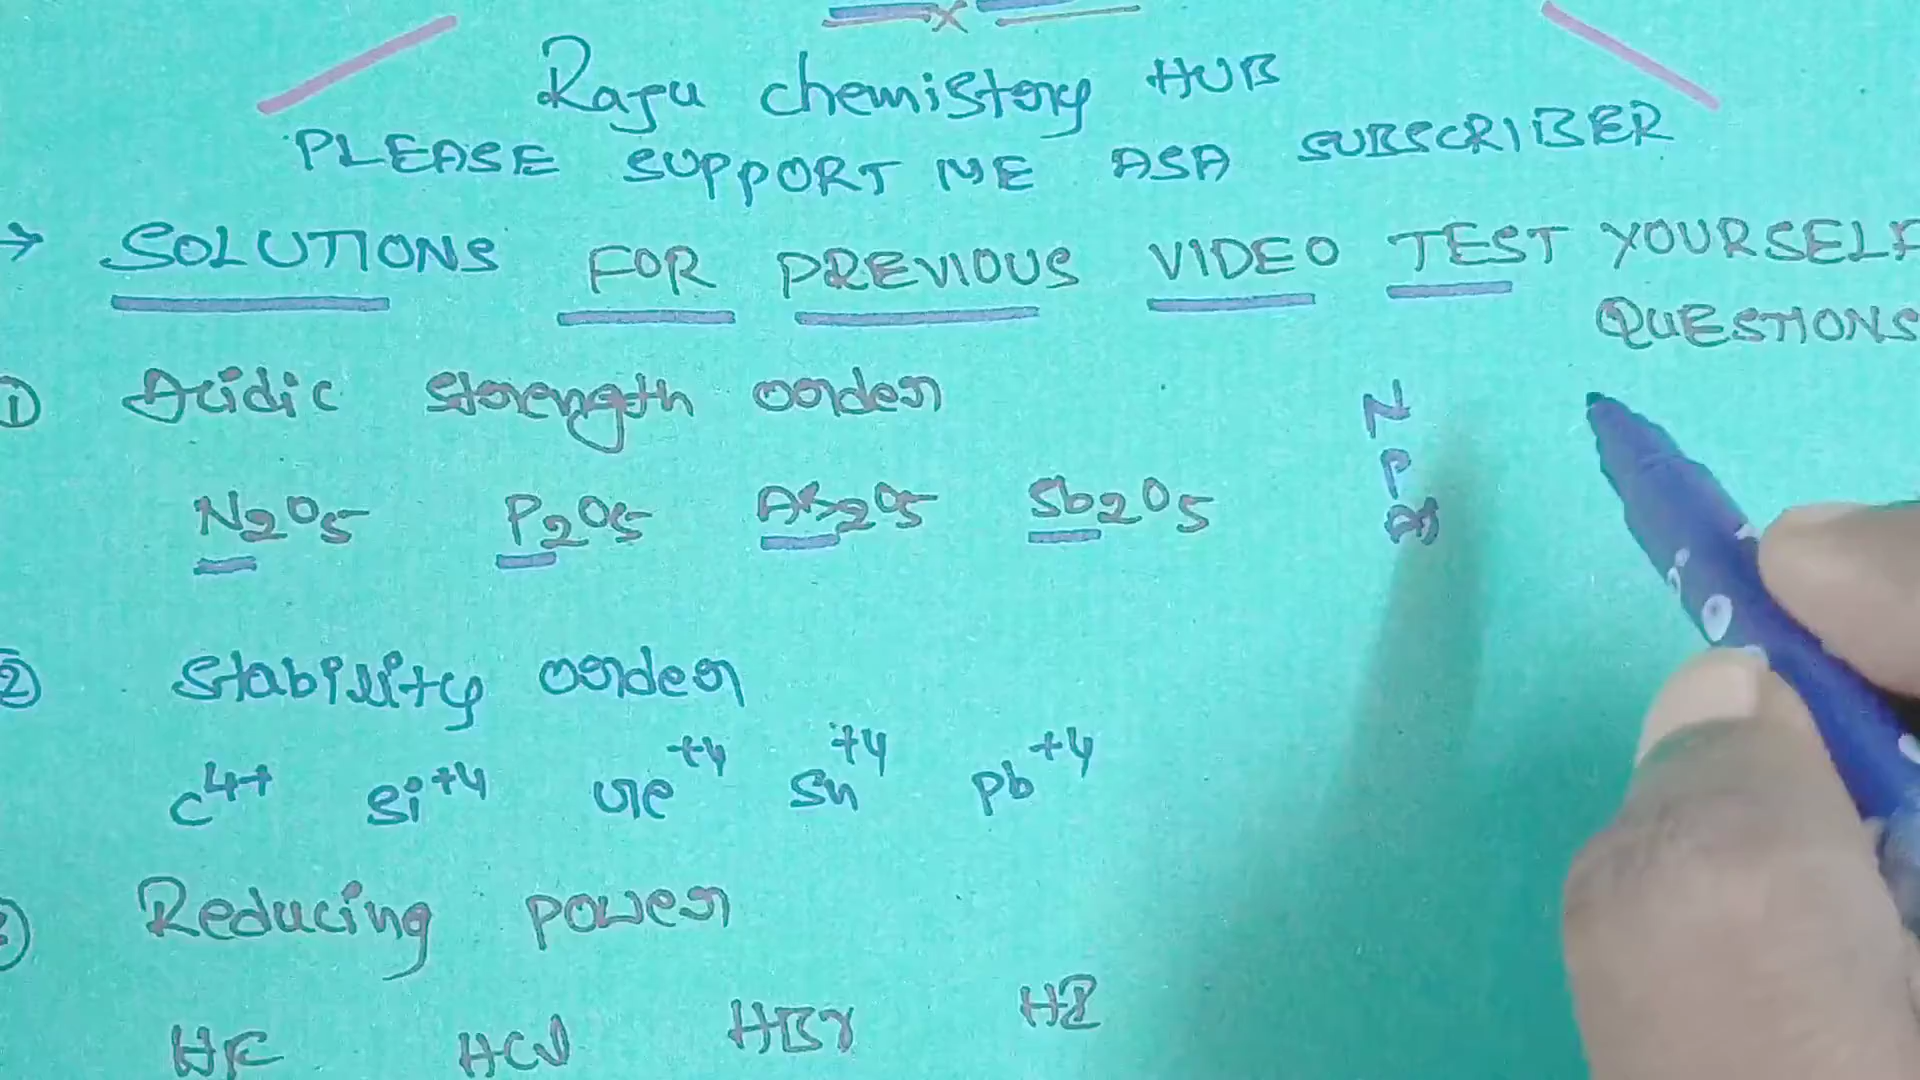 Raju chemistory HUB
PLEASE SUPPORT ME ASA SUBSCRIBER
→ SOLUTIONS FOR PREVIOUS VIDEO TEST YOURSELF
QUESTIONS
① Acidic strength order
N
P
As
N2O5 P2O5 As2O5 Sb2O5
② Stability order
C4+ Si+4 Ge+4 Sn+4 Pb+4
Reducing power
HF HCl HBr HI